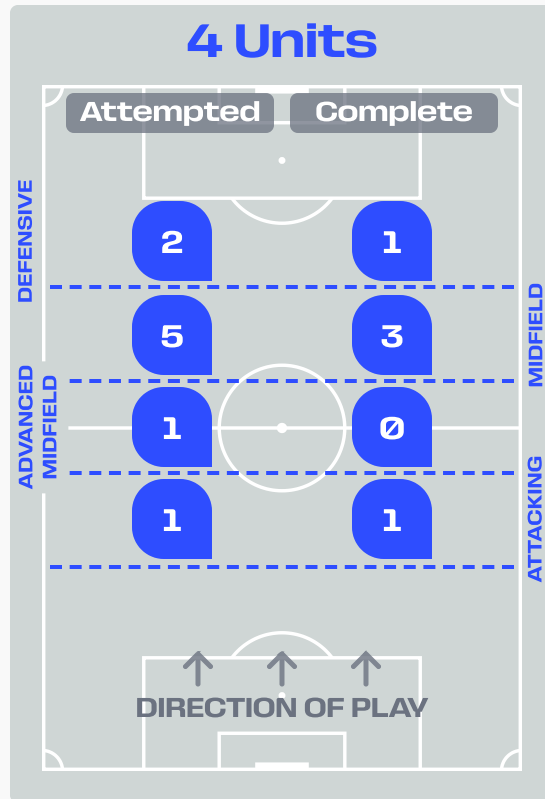 4 Units
Attempted
Complete
DEFENSIVE
2
1
MIDFIELD
5
3
ADVANCED
MIDFIELD
1
0
ATTACKING
1
1
DIRECTION OF PLAY